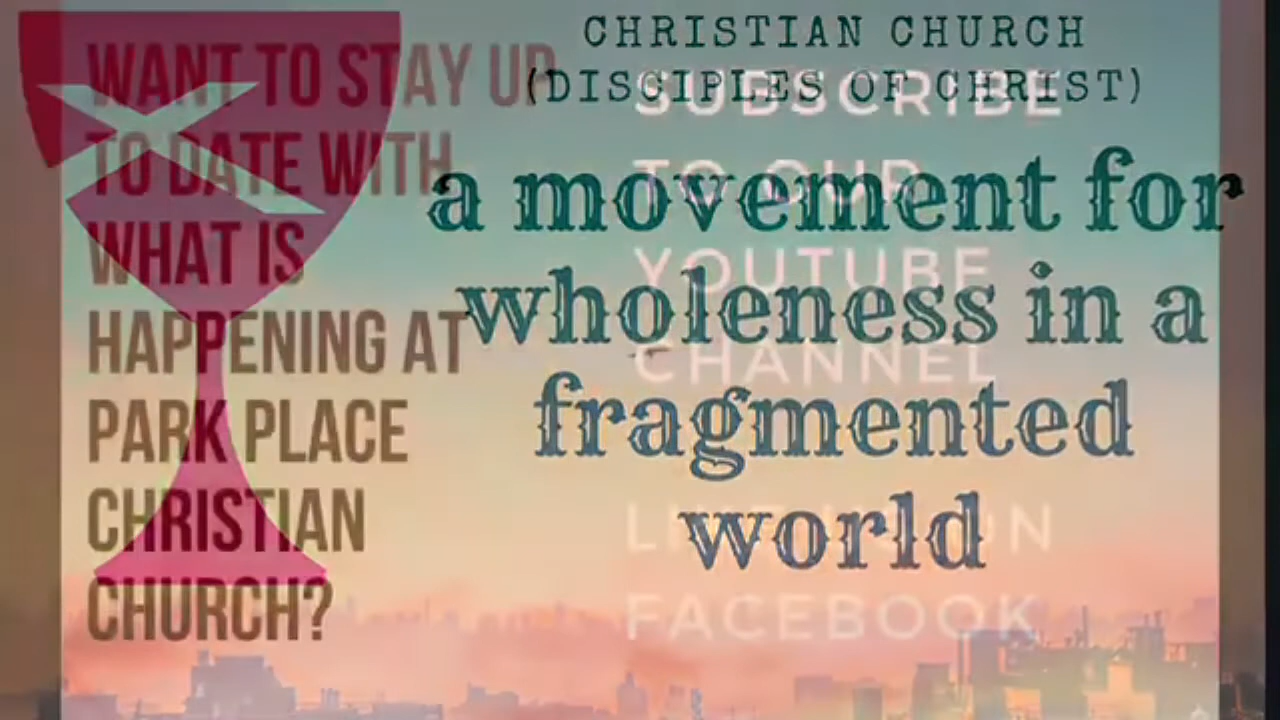 WANT TO STAY UP
TO DATE WITH
WHAT IS
HAPPENING AT
PARK PLACE
CHRISTIAN
CHURCH?
CHRISTIAN CHURCH
(DISCIPLES OF CHRIST)
a movement for
wholeness in a
fragmented
world
SUBSCRIBE
TO OUR
YOUTUBE
CHANNEL
ON
FACEBOOK